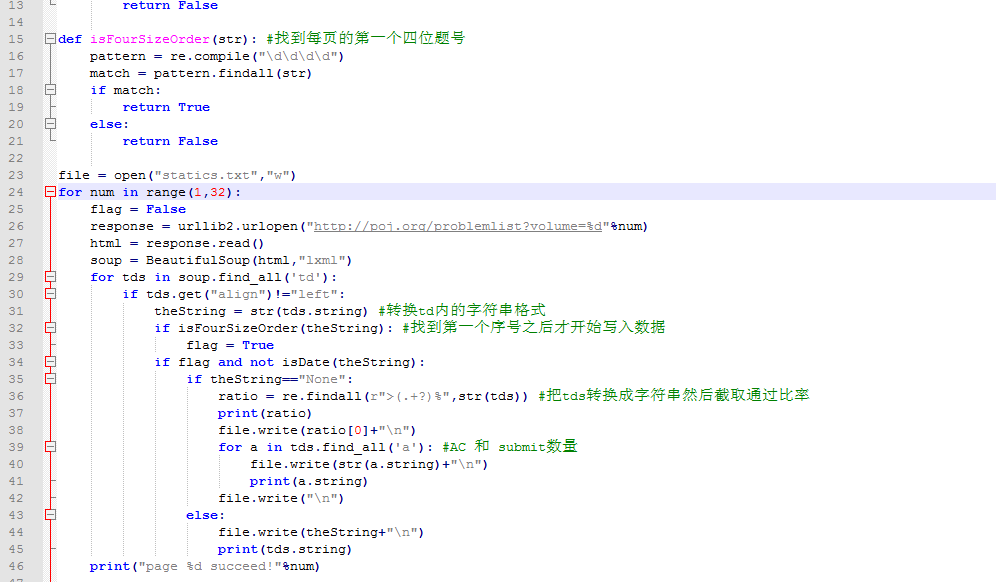 13 return False
14
15 def isFourSizeOrder(str): #找到每页的第一个四位题号
16     pattern = re.compile("\d\d\d\d")
17     match = pattern.findall(str)
18     if match:
19         return True
20     else:
21         return False
22
23 file = open("statics.txt","w")
24 for num in range(1,32):
25     flag = False
26     response = urllib2.urlopen("http://poj.org/problemlist?volume=%d"%num)
27     html = response.read()
28     soup = BeautifulSoup(html,"lxml")
29     for tds in soup.find_all('td'):
30         if tds.get("align")!="left":
31             theString = str(tds.string) #转换td内的字符串格式
32             if isFourSizeOrder(theString): #找到第一个序号之后才开始写入数据
33                 flag = True
34             if flag and not isDate(theString):
35                 if theString=="None":
36                     ratio = re.findall(r">(.+?)%",str(tds)) #把tds转换成字符串然后截取通过比率
37                     print(ratio)
38                     file.write(ratio[0]+"\n")
39                     for a in tds.find_all('a'): #AC 和 submit数量
40                         file.write(str(a.string)+"\n")
41                         print(a.string)
42                     file.write("\n")
43                 else:
44                     file.write(theString+"\n")
45                     print(tds.string)
46     print("page %d succeed!"%num)